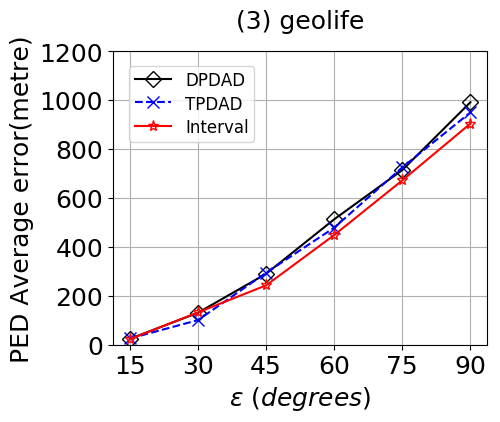 (3) geolife
1200
1000
800
600
400
200
0
PED Average error(metre)
DPDAD
TPDAD
Interval
15 30 45 60 75 90
ε (degrees)